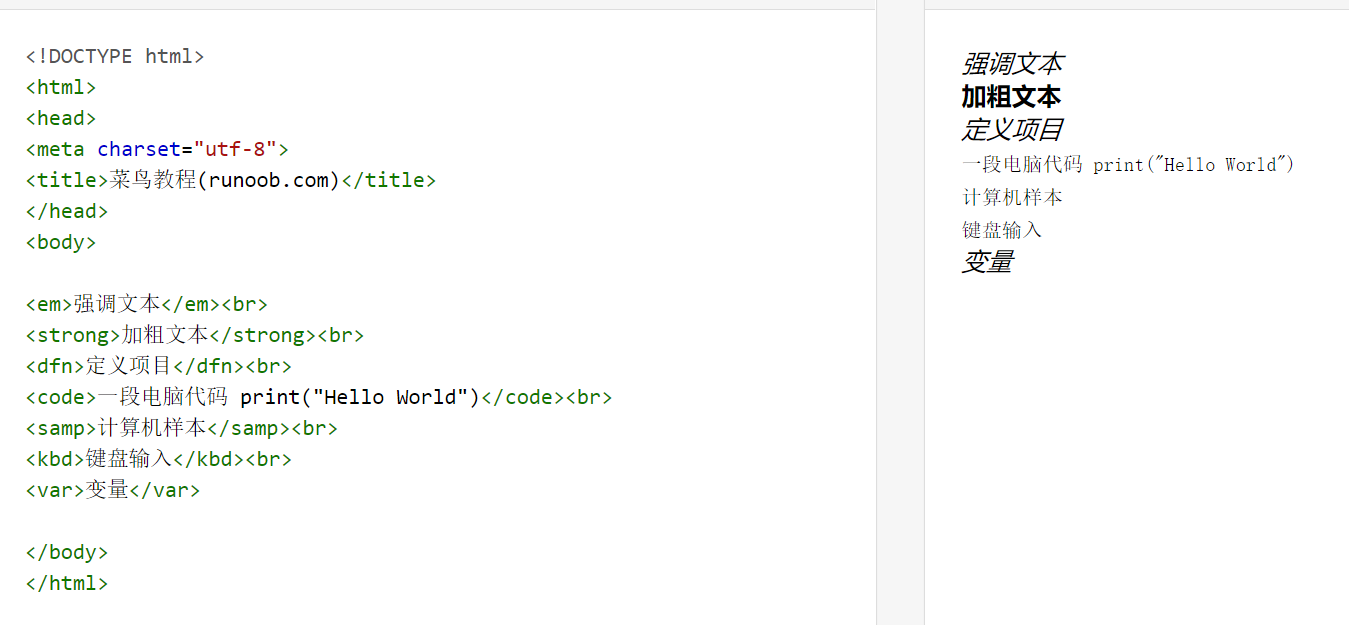 <!DOCTYPE html>
<html>
<head>
<meta charset="utf-8">
<title>菜鸟教程(runoob.com)</title>
</head>
<body>
<em>强调文本</em><br>
<strong>加粗文本</strong><br>
<dfn>定义项目</dfn><br>
<code>一段电脑代码 print("Hello World")</code><br>
<samp>计算机样本</samp><br>
<kbd>键盘输入</kbd><br>
<var>变量</var>
</body>
</html>
强调文本
加粗文本
定义项目
一段电脑代码 print("Hello World")
计算机样本
键盘输入
变量